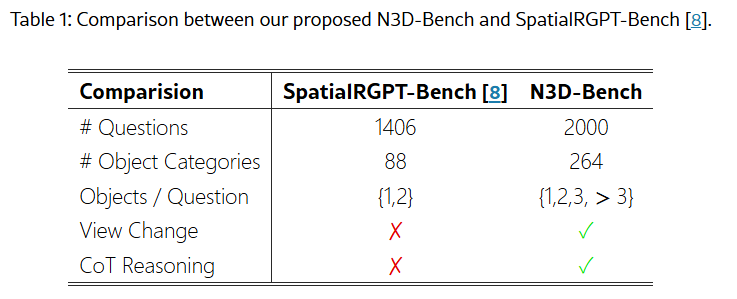 Table 1: Comparison between our proposed N3D-Bench and SpatialRGPT-Bench [8].
Comparision SpatialRGPT-Bench [8] N3D-Bench
# Questions 1406 2000
# Object Categories 88 264
Objects / Question {1,2} {1,2,3, > 3}
View Change ✗ ✓
CoT Reasoning ✗ ✓